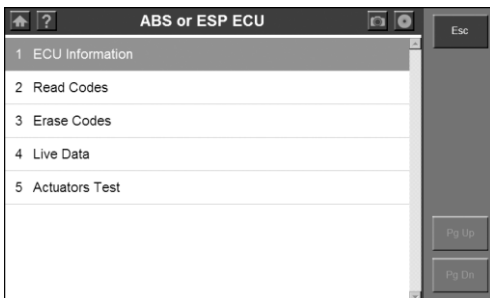 ?
ABS or ESP ECU
Esc
1 ECU Information
2 Read Codes
3 Erase Codes
4 Live Data
5 Actuators Test
Pg Up
Pg Dn